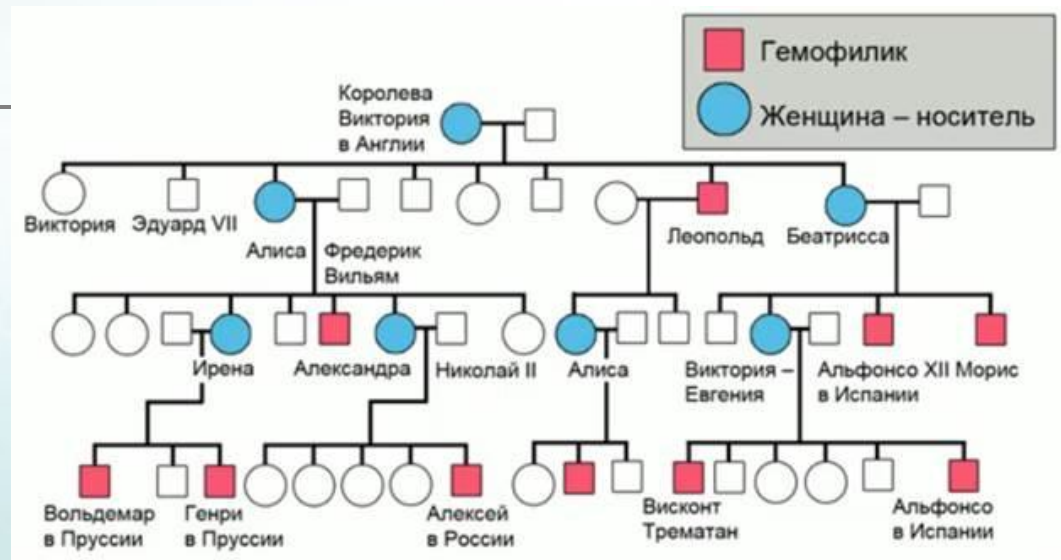 Гемофилик
Женщина – носитель
Королева
Виктория
в Англии
Виктория
Эдуард VII
Алиса
Фредерик
Вильям
Леопольд
Беатрисса
Ирена
Александра
Николай II
Алиса
Виктория –
Евгения
Альфонсо XII
в Испании
Морис
Вольдемар
в Пруссии
Генри
в Пруссии
Алексей
в России
Висконт
Трематан
Альфонсо
в Испании